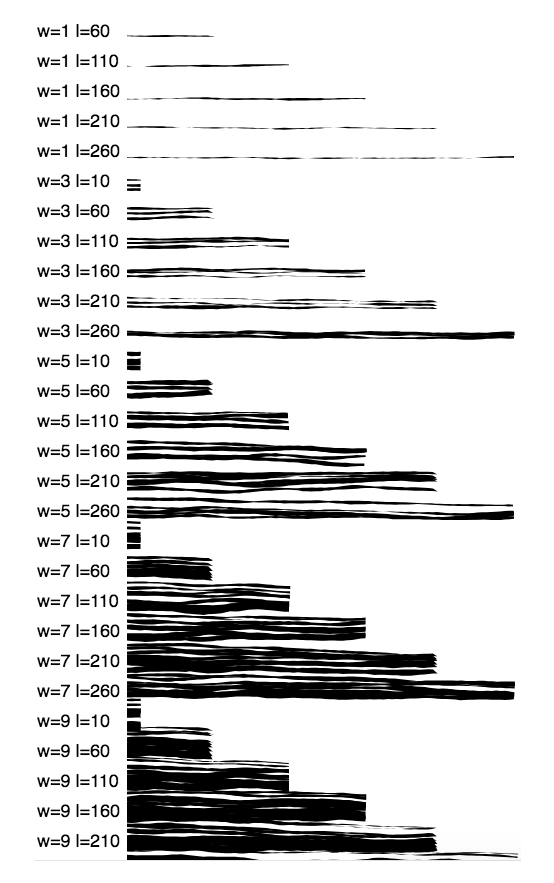 w=1 l=60
w=1 l=110
w=1 l=160
w=1 l=210
w=1 l=260
w=3 l=10
w=3 l=60
w=3 l=110
w=3 l=160
w=3 l=210
w=3 l=260
w=5 l=10
w=5 l=60
w=5 l=110
w=5 l=160
w=5 l=210
w=5 l=260
w=7 l=10
w=7 l=60
w=7 l=110
w=7 l=160
w=7 l=210
w=7 l=260
w=9 l=10
w=9 l=60
w=9 l=110
w=9 l=160
w=9 l=210